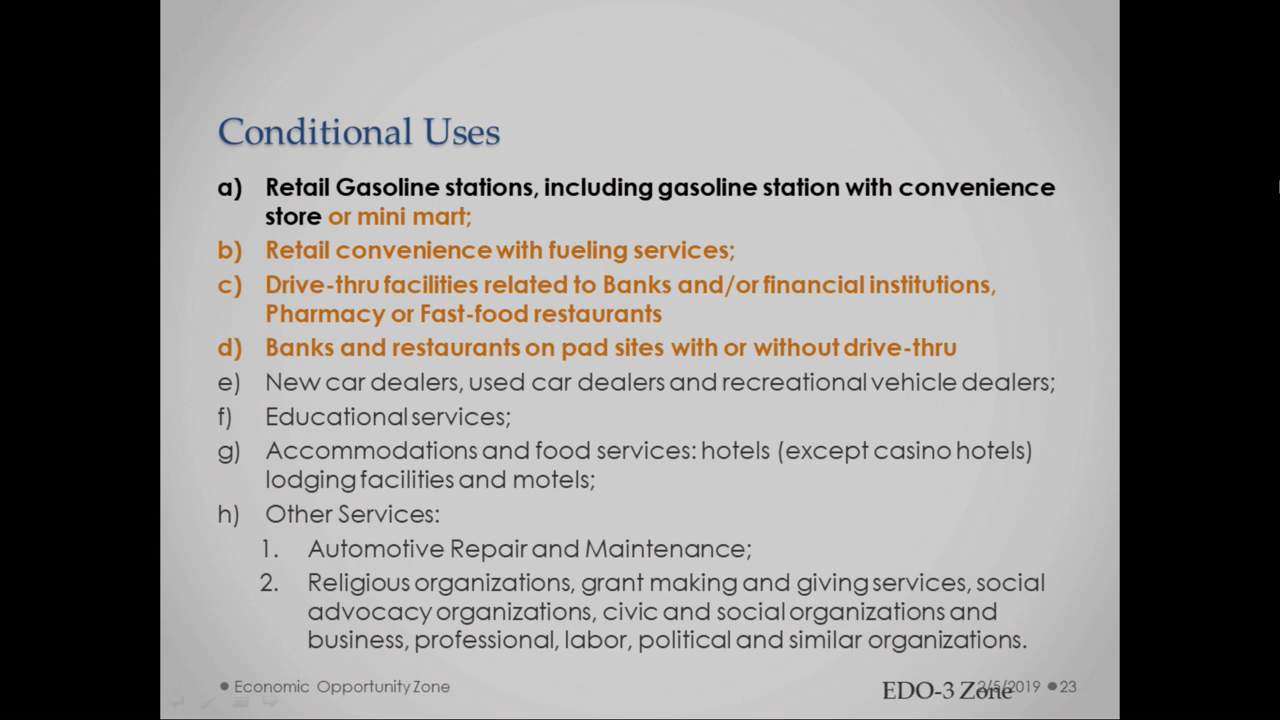 Conditional Uses
a) Retail Gasoline stations, including gasoline station with convenience
store or mini mart;
b) Retail convenience with fueling services;
c) Drive-thru facilities related to Banks and/or financial institutions,
Pharmacy or Fast-food restaurants
d) Banks and restaurants on pad sites with or without drive-thru
e) New car dealers, used car dealers and recreational vehicle dealers;
f) Educational services;
g) Accommodations and food services: hotels (except casino hotels)
lodging facilities and motels;
h) Other Services:
1. Automotive Repair and Maintenance;
2. Religious organizations, grant making and giving services, social
advocacy organizations, civic and social organizations and
business, professional, labor, political and similar organizations.
• Economic Opportunity Zone
EDO-3 Zone
2/5/2019 • 23